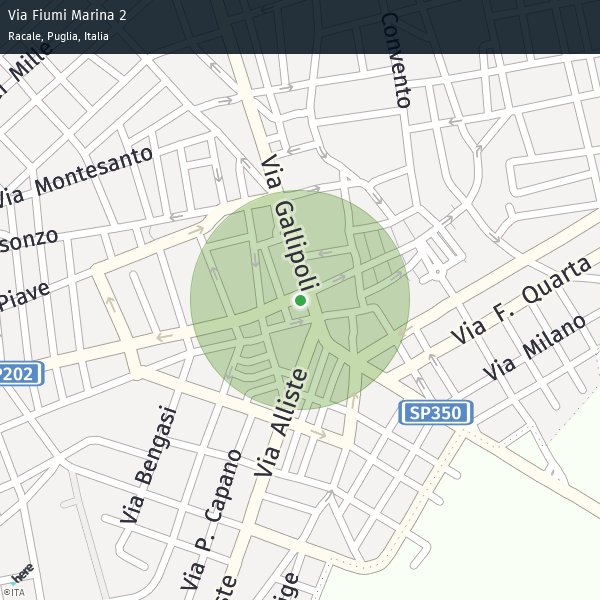 Via Fiumi Marina 2
Racale, Puglia, Italia
Mille
Convento
Via Montesanto
Via Gallipoli
sonzo
Piave
Via F. Quarta
Via Milano
P202
SP350
Via Alliste
Via Bengasi
Via P. Capano
ste
ige
here
©ITA